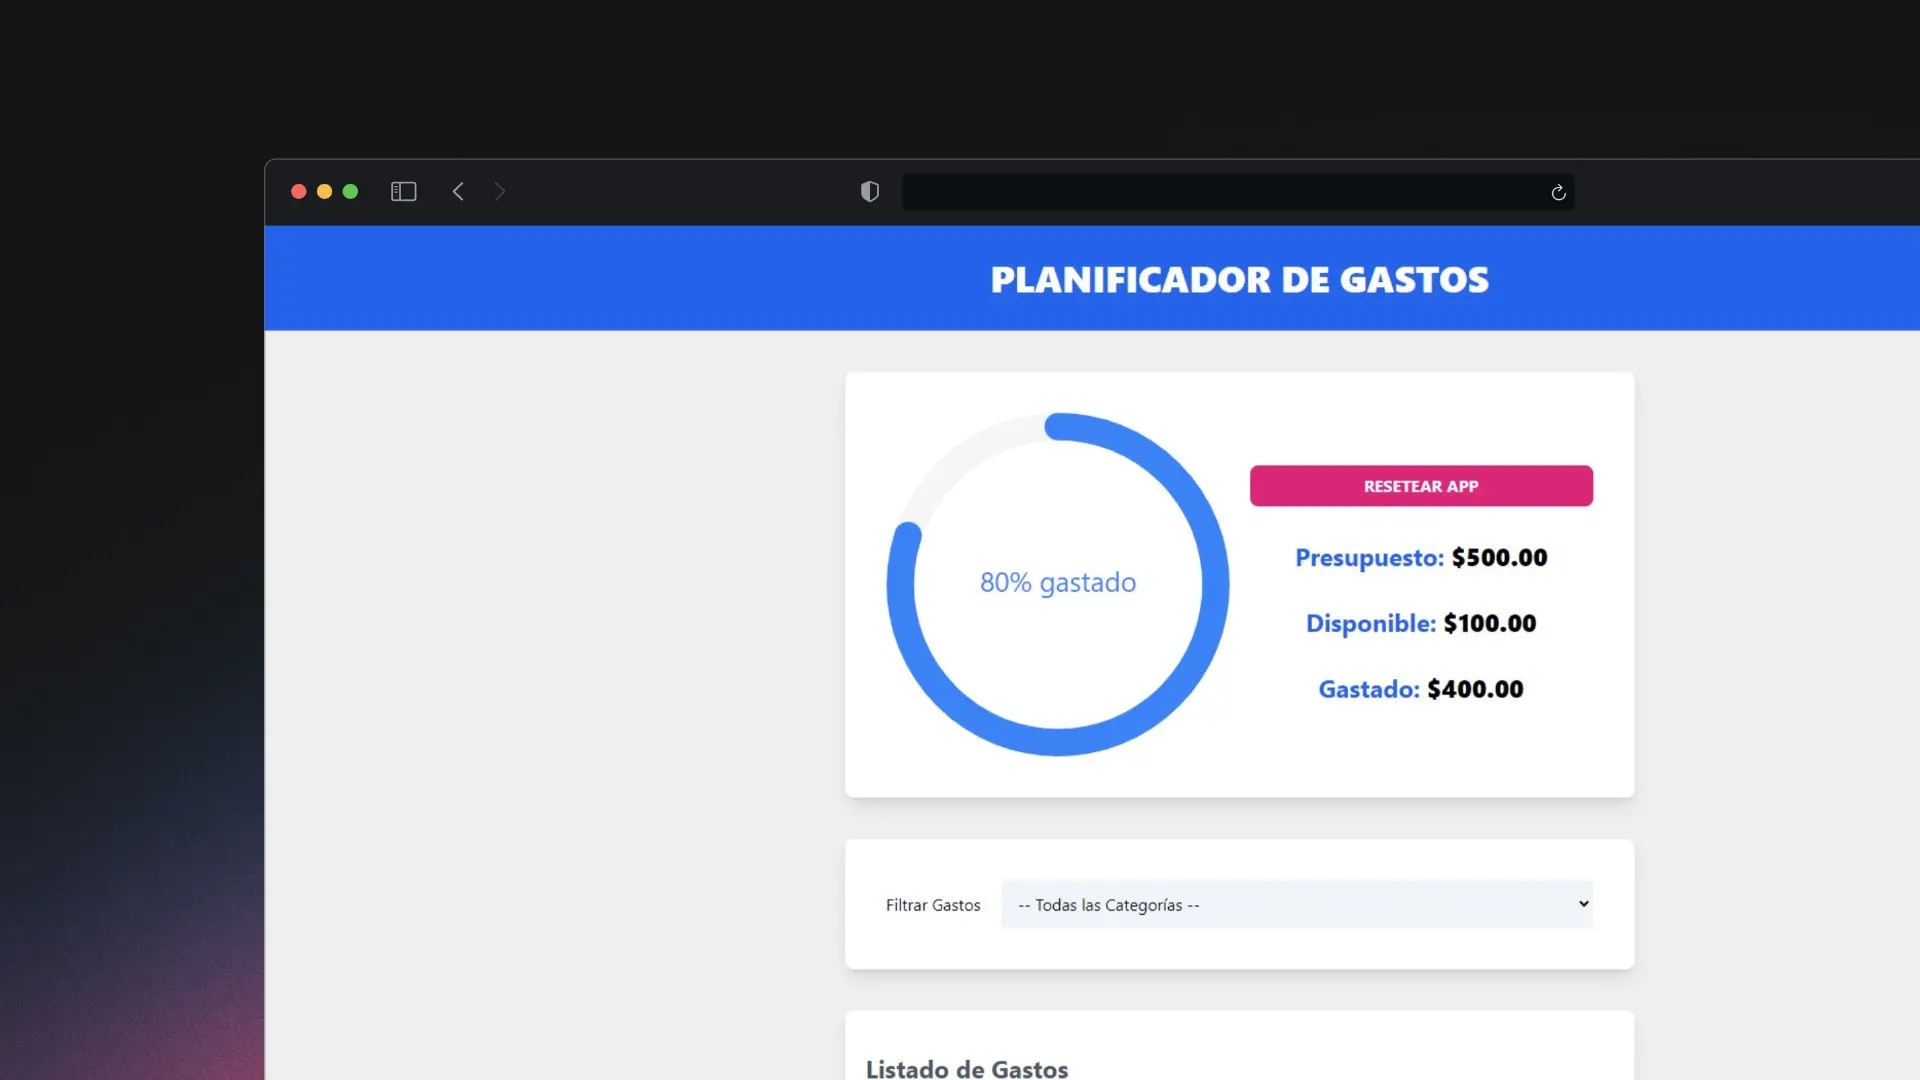 PLANIFICADOR DE GASTOS
80% gastado
RESETEAR APP
Presupuesto: $500.00
Disponible: $100.00
Gastado: $400.00
Filtrar Gastos
-- Todas las Categorías --
Listado de Gastos